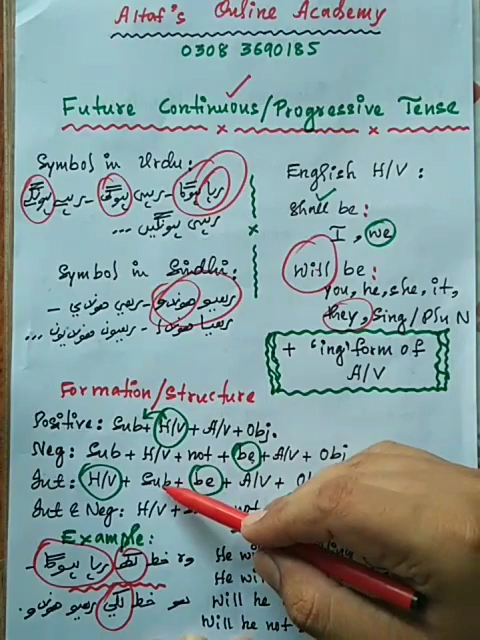 Altaf's Online Academy
0308 3690185
Future Continuous/Progressive Tense
Symbol in Urdu:
رہا ہوگا - رہی ہوگی - رہے ہونگے
رہی ہونگیں ...
Symbol in Sindhi:
رهيو هوندو - رهي هوندي -
رهيا هوندا - رهيون هونديون ...
English H/V:
Shall be:
I, we
Will be:
you, he, she, it,
they, Sing/Plu N
+ 'ing' form of
A/V
Formation/Structure
Positive: Sub + H/V + A/V + Obj.
Neg: Sub + H/V + not + be + A/V + Obj
Int: H/V + Sub + be + A/V + O
Int & Neg: H/V + not
Example:
وہ خط لکھ رہا ہوگا -
هو خط لکي رهيو هوندو.
He wi
He wi
Will he
Will he not